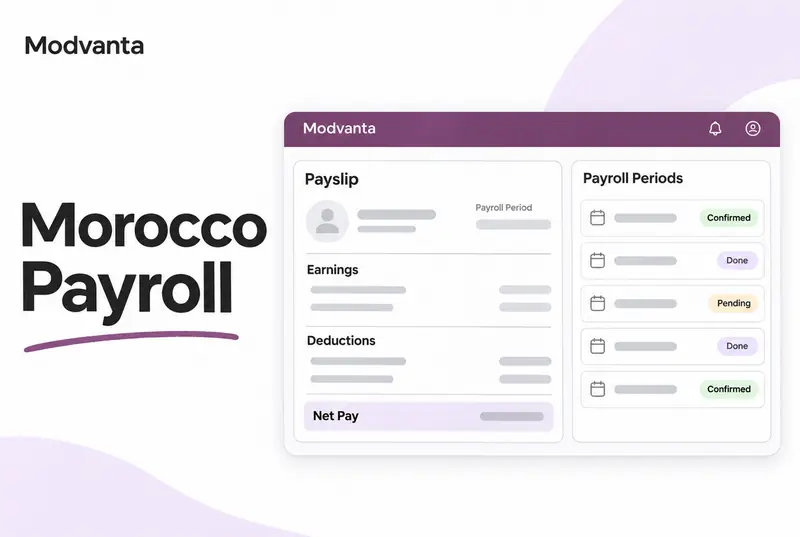 Modvanta
Morocco
Payroll
Modvanta
Payslip
Payroll Period
Earnings
Deductions
Net Pay
Payroll Periods
Confirmed
Done
Pending
Done
Confirmed